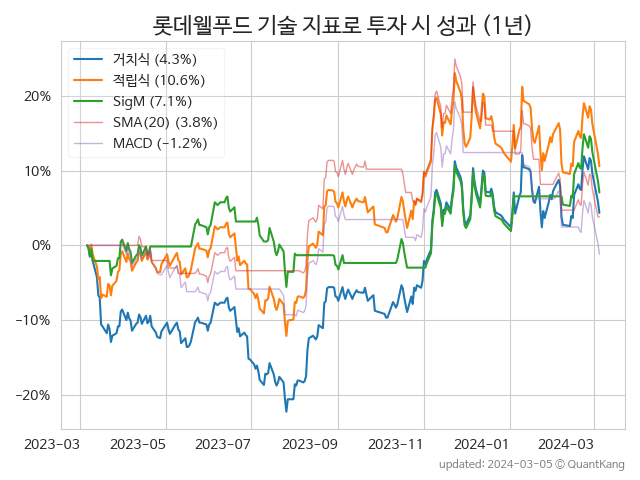 롯데웰푸드 기술 지표로 투자 시 성과 (1년)
거치식 (4.3%)
적립식 (10.6%)
SigM (7.1%)
SMA(20) (3.8%)
MACD (−1.2%)
20%
10%
0%
−10%
−20%
2023-03 2023-05 2023-07 2023-09 2023-11 2024-01 2024-03
updated: 2024-03-05 © QuantKang